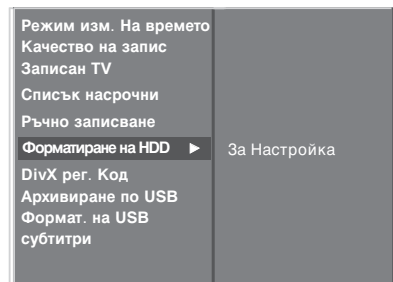 Режим изм. На времето
Качество на запис
Записан TV
Списък насрочни
Ръчно записване
Форматиране на HDD ►
За Настройка
DivX рег. Код
Архивиране по USB
Формат. на USB
субтитри